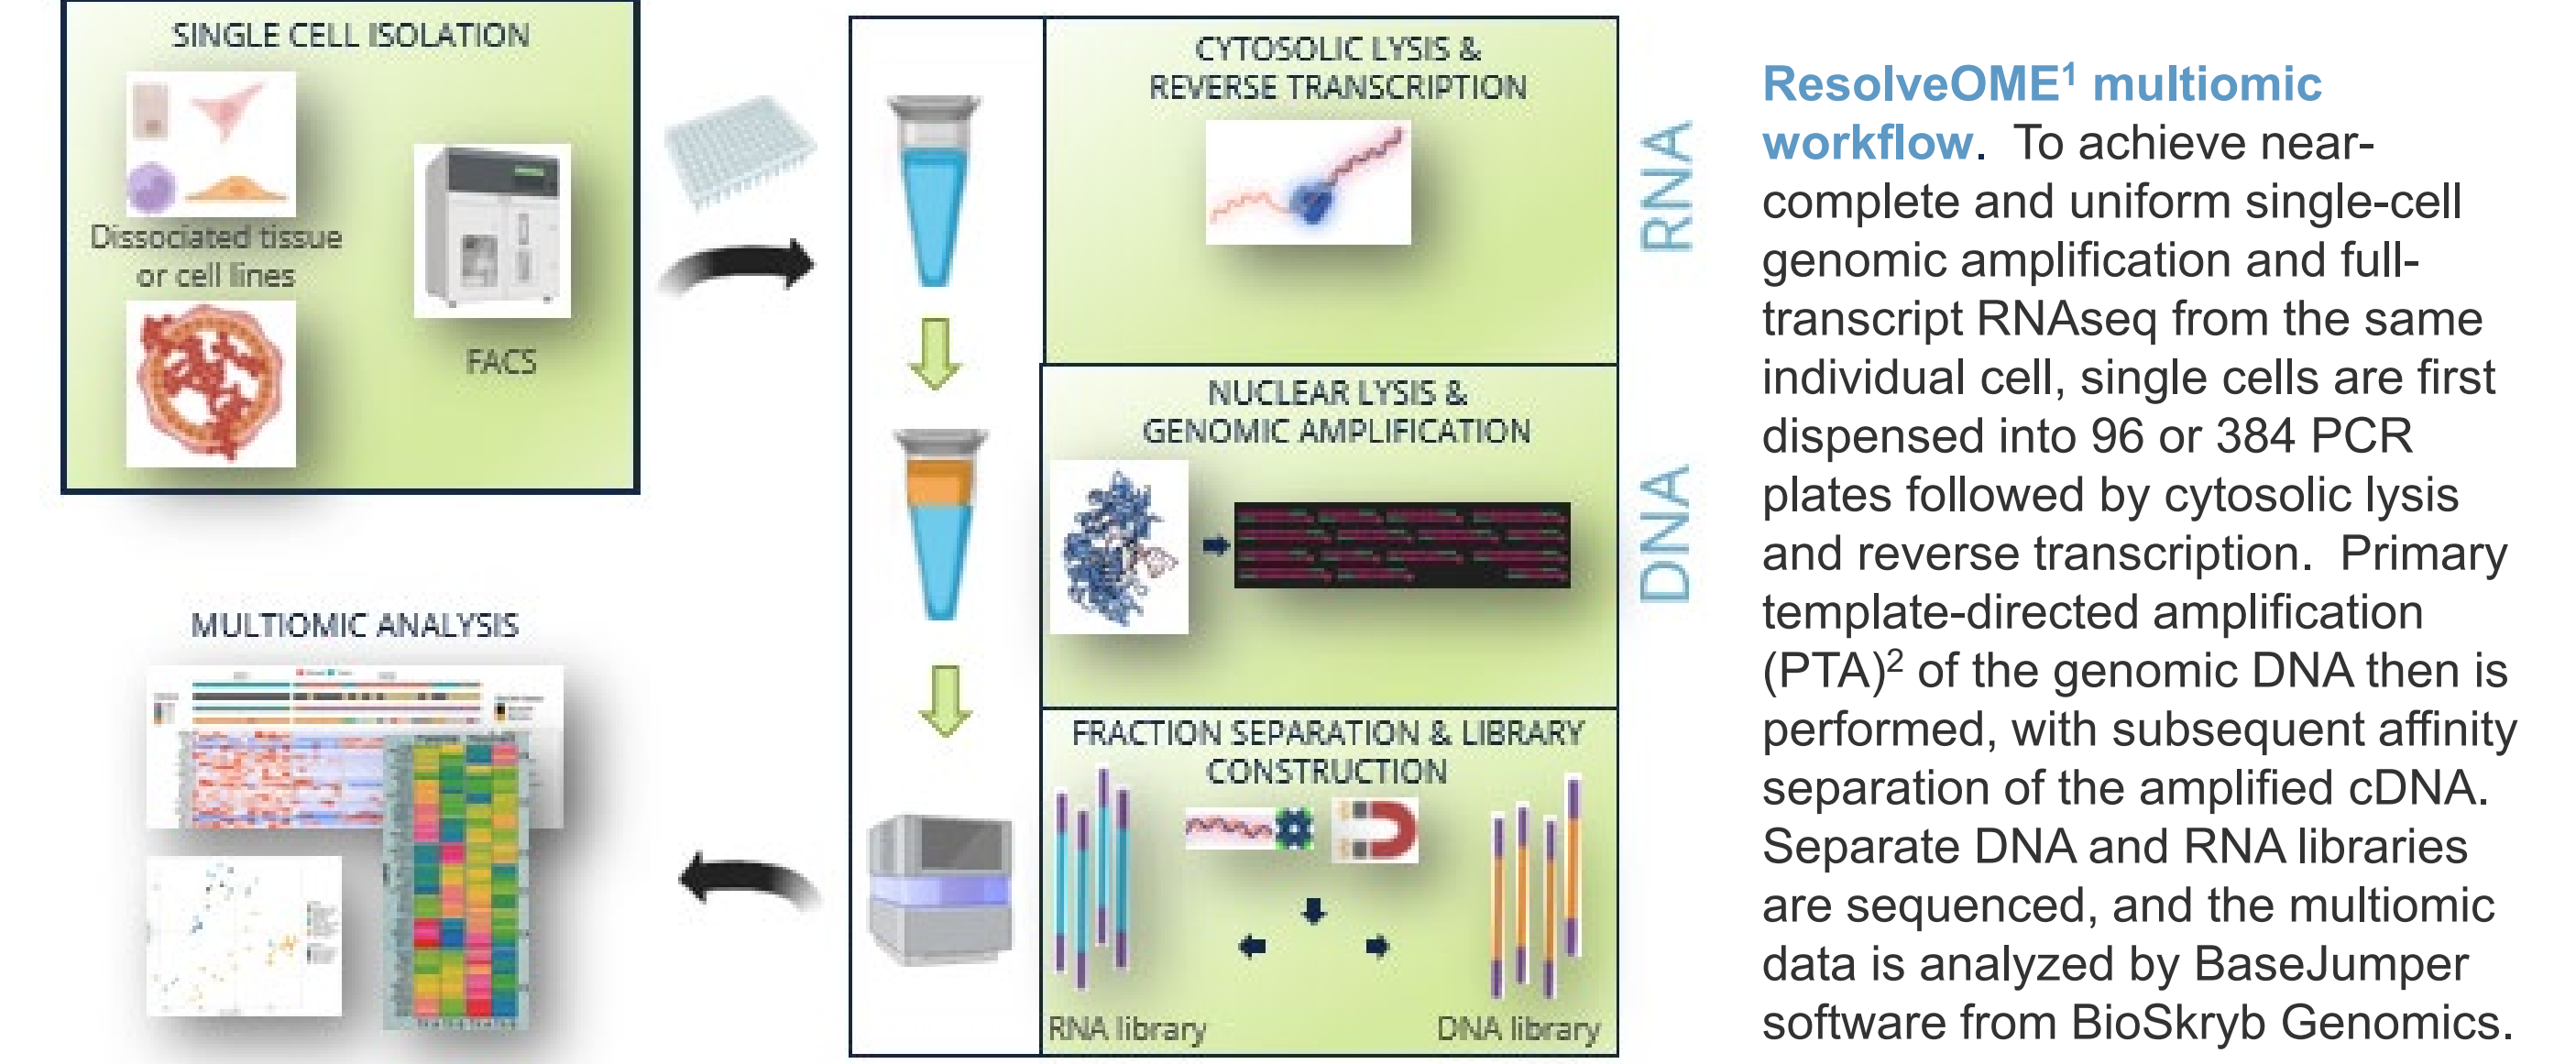 SINGLE CELL ISOLATION
Dissociated tissue
or cell lines
FACS
CYTOSOLIC LYSIS &
REVERSE TRANSCRIPTION
RNA
NUCLEAR LYSIS &
GENOMIC AMPLIFICATION
DNA
FRACTION SEPARATION & LIBRARY
CONSTRUCTION
RNA library
DNA library
MULTIOMIC ANALYSIS
ResolveOME¹ multiomic
workflow. To achieve near-
complete and uniform single-cell
genomic amplification and full-
transcript RNAseq from the same
individual cell, single cells are first
dispensed into 96 or 384 PCR
plates followed by cytosolic lysis
and reverse transcription. Primary
template-directed amplification
(PTA)² of the genomic DNA then is
performed, with subsequent affinity
separation of the amplified cDNA.
Separate DNA and RNA libraries
are sequenced, and the multiomic
data is analyzed by BaseJumper
software from BioSkryb Genomics.